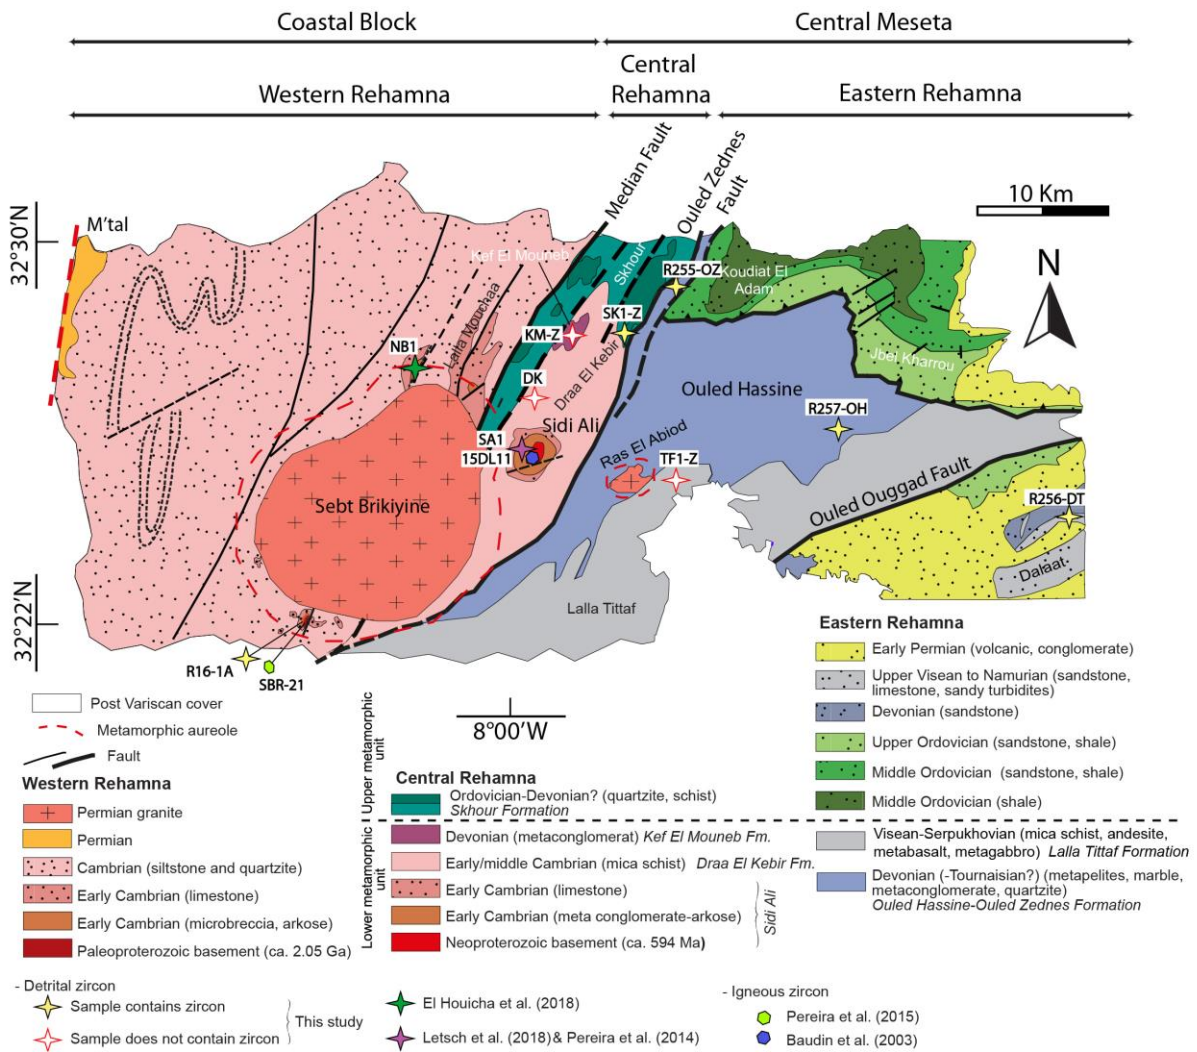 Coastal Block
Central Meseta
Western Rehamna
Central
Rehamna
Eastern Rehamna
Median Fault
Ouled Zednes
Fault
10 Km
32°30'N
M'tal
N
Kef El Mouneb
Skhour
R255-OZ
Koudiat El
Adam
Lalla Mouchaa
KM-Z
SK1-Z
NB1
Draa El Kebir
Jbel Kharrou
DK
Ouled Hassine
R257-OH
Sidi Ali
SA1
15DL11
Ras El Abiod
TF1-Z
Ouled Ouggad Fault
R256-DT
Sebt Brikiyine
Dalaat
32°22'N
Lalla Tittaf
R16-1A
SBR-21
8°00'W
Post Variscan cover
Metamorphic aureole
Fault
Western Rehamna
Permian granite
Permian
Cambrian (siltstone and quartzite)
Early Cambrian (limestone)
Early Cambrian (microbreccia, arkose)
Paleoproterozoic basement (ca. 2.05 Ga)
Upper metamorphic
unit
Lower metamorphic
unit
Central Rehamna
Ordovician-Devonian? (quartzite, schist)
Skhour Formation
Devonian (metaconglomerat) Kef El Mouneb Fm.
Early/middle Cambrian (mica schist) Draa El Kebir Fm.
Early Cambrian (limestone)
Early Cambrian (meta conglomerate-arkose)
Neoproterozoic basement (ca. 594 Ma)
Sidi Ali
Eastern Rehamna
Early Permian (volcanic, conglomerate)
Upper Visean to Namurian (sandstone,
limestone, sandy turbidites)
Devonian (sandstone)
Upper Ordovician (sandstone, shale)
Middle Ordovician (sandstone, shale)
Middle Ordovician (shale)
Visean-Serpukhovian (mica schist, andesite,
metabasalt, metagabbro) Lalla Tittaf Formation
Devonian (-Tournaisian?) (metapelites, marble,
metaconglomerate, quartzite)
Ouled Hassine-Ouled Zednes Formation
- Detrital zircon
Sample contains zircon
Sample does not contain zircon
This study
El Houicha et al. (2018)
Letsch et al. (2018) & Pereira et al. (2014)
- Igneous zircon
Pereira et al. (2015)
Baudin et al. (2003)